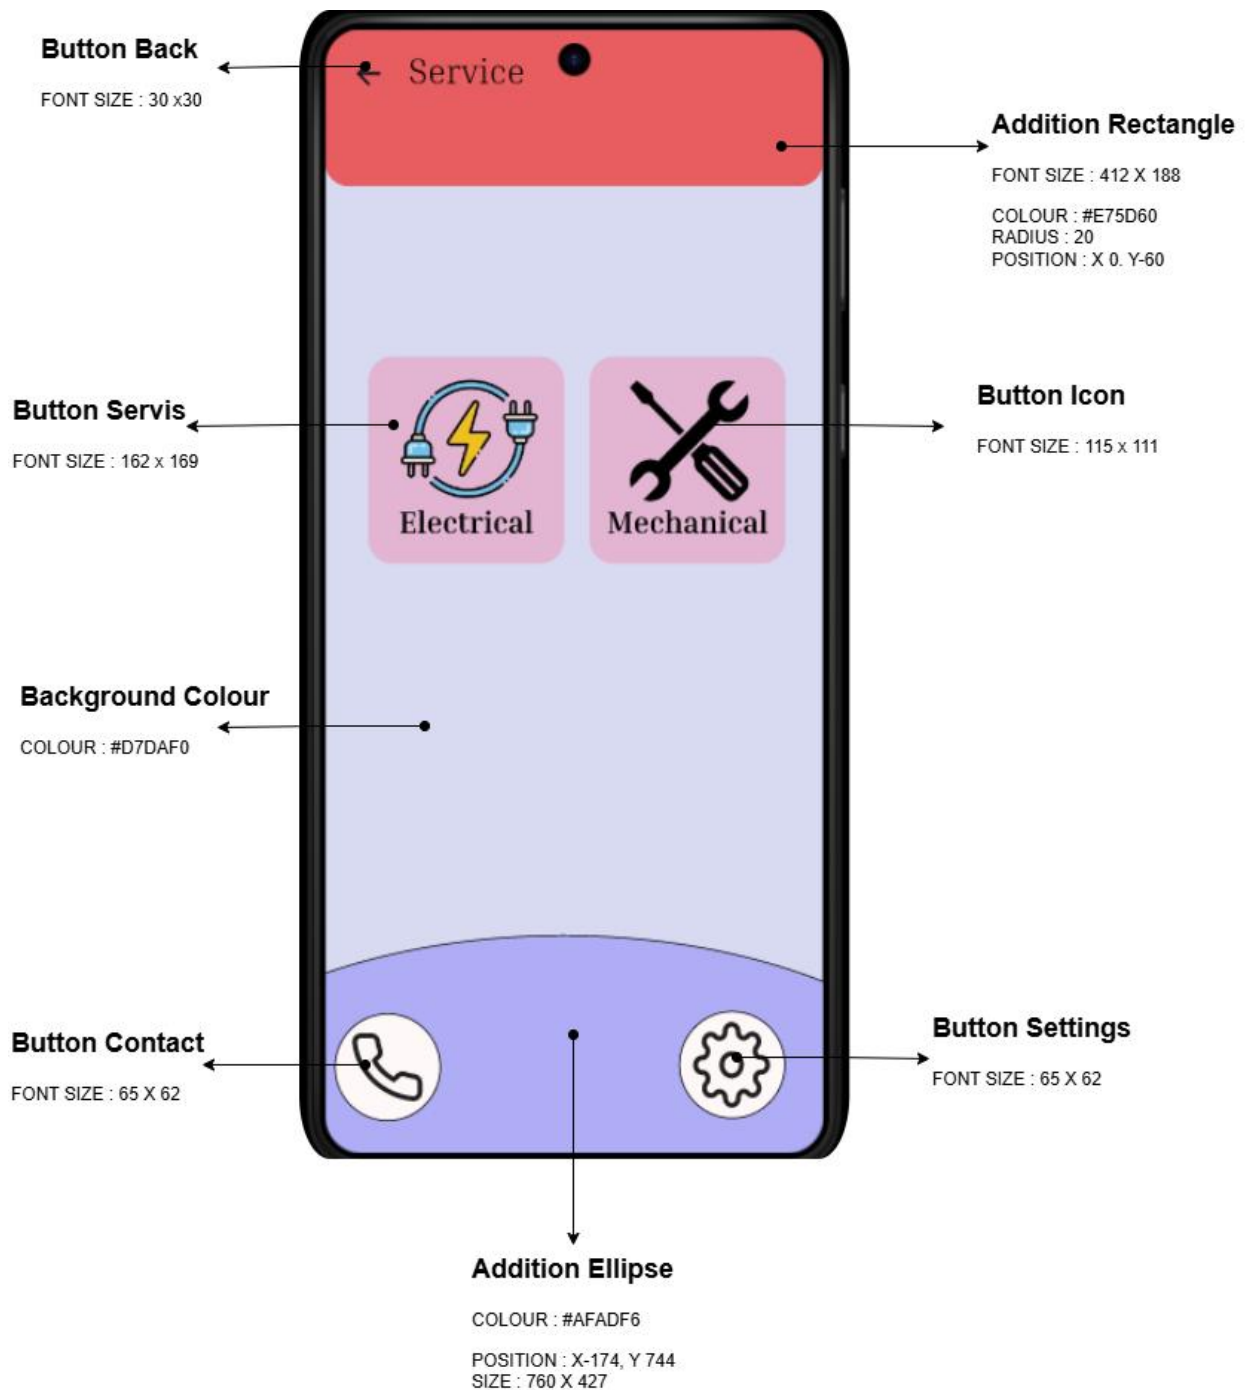 Button Back
FONT SIZE : 30 x30
Service
Addition Rectangle
FONT SIZE : 412 X 188
COLOUR : #E75D60
RADIUS : 20
POSITION : X 0. Y-60
Button Servis
FONT SIZE : 162 x 169
Electrical
Mechanical
Button Icon
FONT SIZE : 115 x 111
Background Colour
COLOUR : #D7DAF0
Button Contact
FONT SIZE : 65 X 62
Button Settings
FONT SIZE : 65 X 62
Addition Ellipse
COLOUR : #AFADF6
POSITION : X-174, Y 744
SIZE : 760 X 427